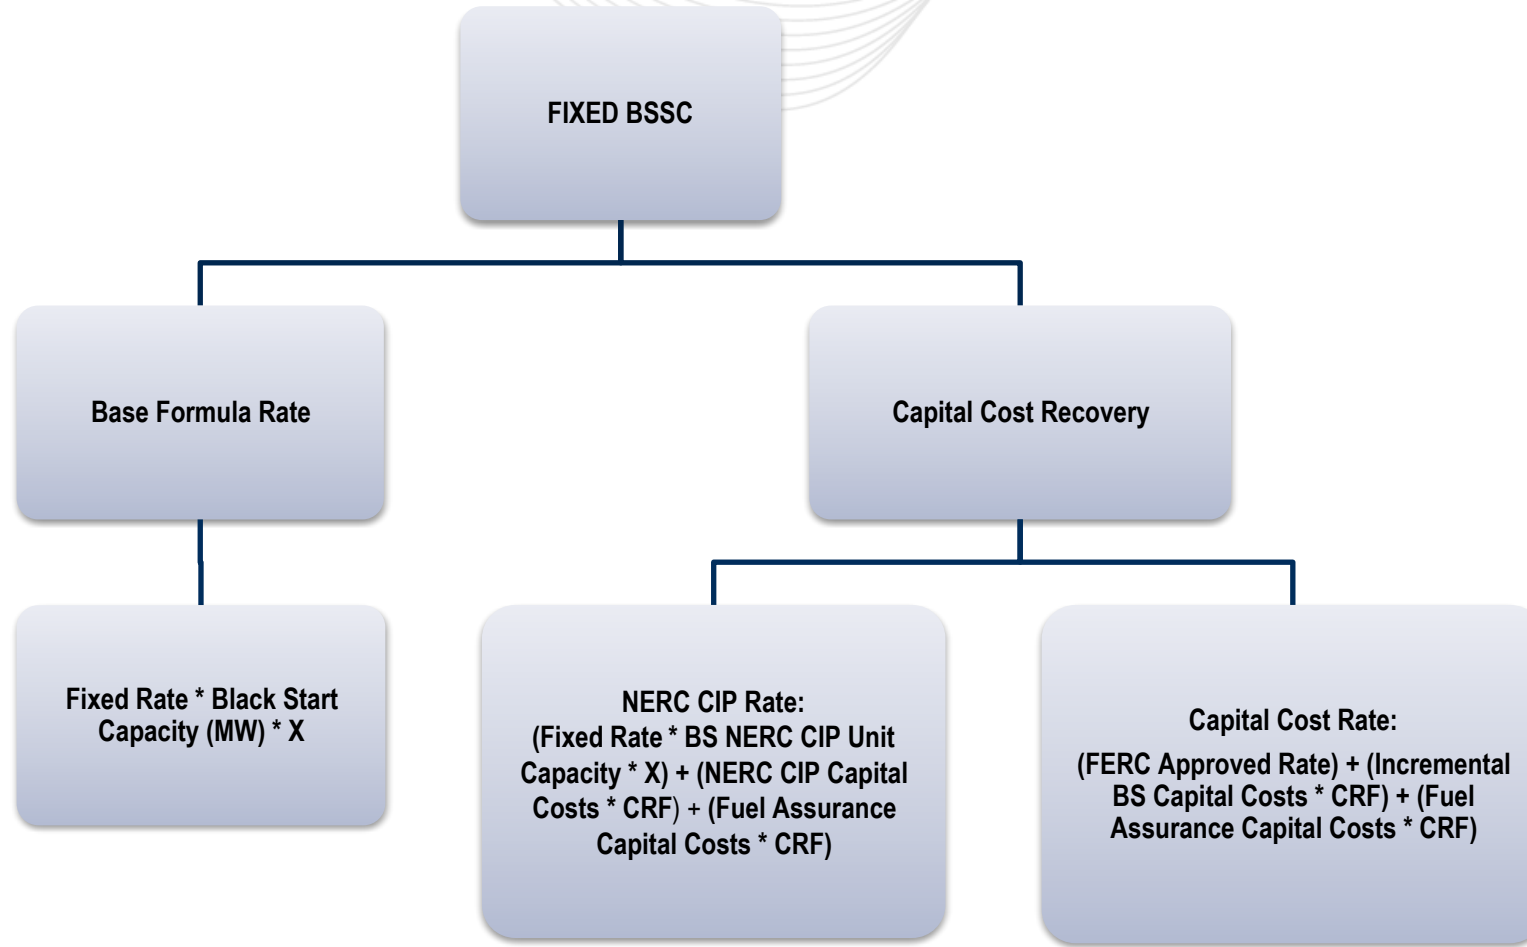 FIXED BSSC
Base Formula Rate
Capital Cost Recovery
Fixed Rate * Black Start
Capacity (MW) * X
NERC CIP Rate:
(Fixed Rate * BS NERC CIP Unit
Capacity * X) + (NERC CIP Capital
Costs * CRF) + (Fuel Assurance
Capital Costs * CRF)
Capital Cost Rate:
(FERC Approved Rate) + (Incremental
BS Capital Costs * CRF) + (Fuel
Assurance Capital Costs * CRF)